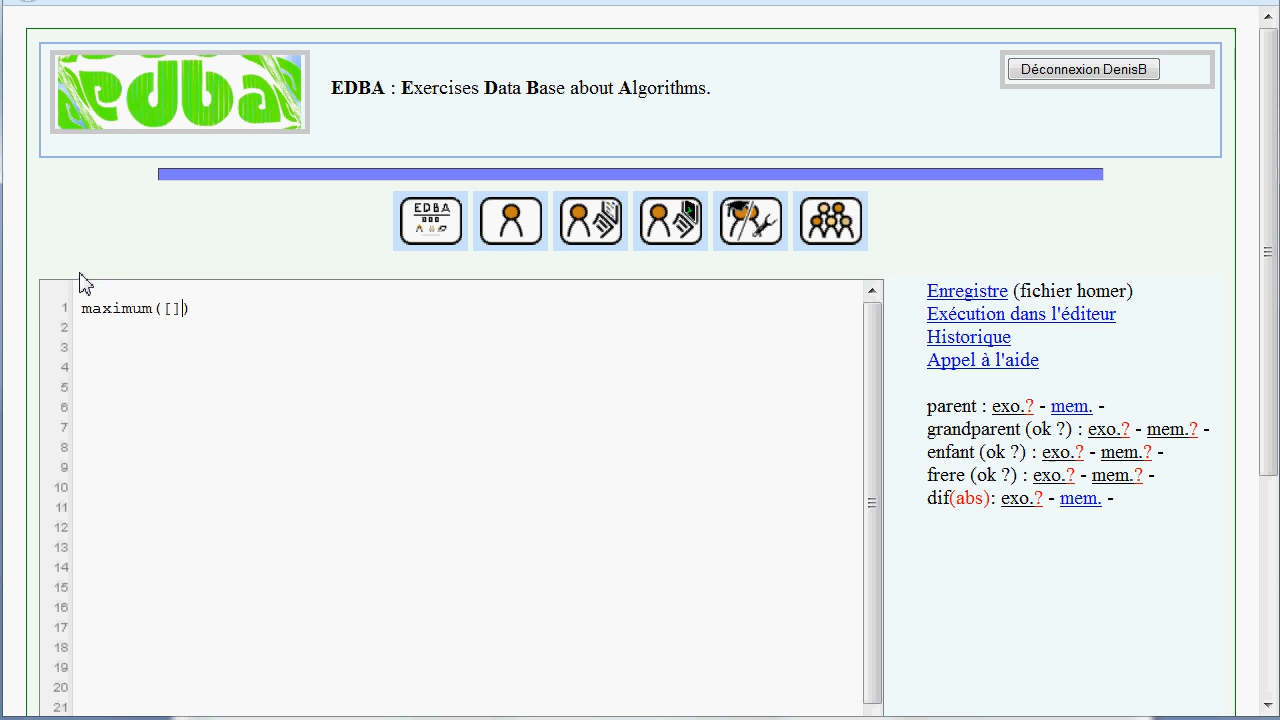 edba
EDBA : Exercises Data Base about Algorithms.
Déconnexion DenisB
EDBA
1 maximum([])
2
3
4
5
6
7
8
9
10
11
12
13
14
15
16
17
18
19
20
21
Enregistre (fichier homer)
Exécution dans l'éditeur
Historique
Appel à l'aide
parent : exo.? - mem. -
grandparent (ok ?) : exo.? - mem.? -
enfant (ok ?) : exo.? - mem.? -
frere (ok ?) : exo.? - mem.? -
dif(abs): exo.? - mem. -